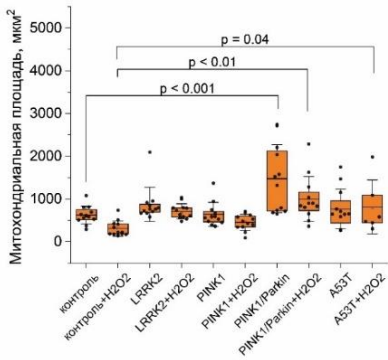 Митохондриальная площадь, мкм²
5000
4000
3000
2000
1000
0
p = 0.04
p < 0.01
p < 0.001
контроль
контроль+H2O2
LRRK2
LRRK2+H2O2
PINK1
PINK1+H2O2
PINK1/Parkin
PINK1/Parkin+H2O2
A53T
A53T+H2O2